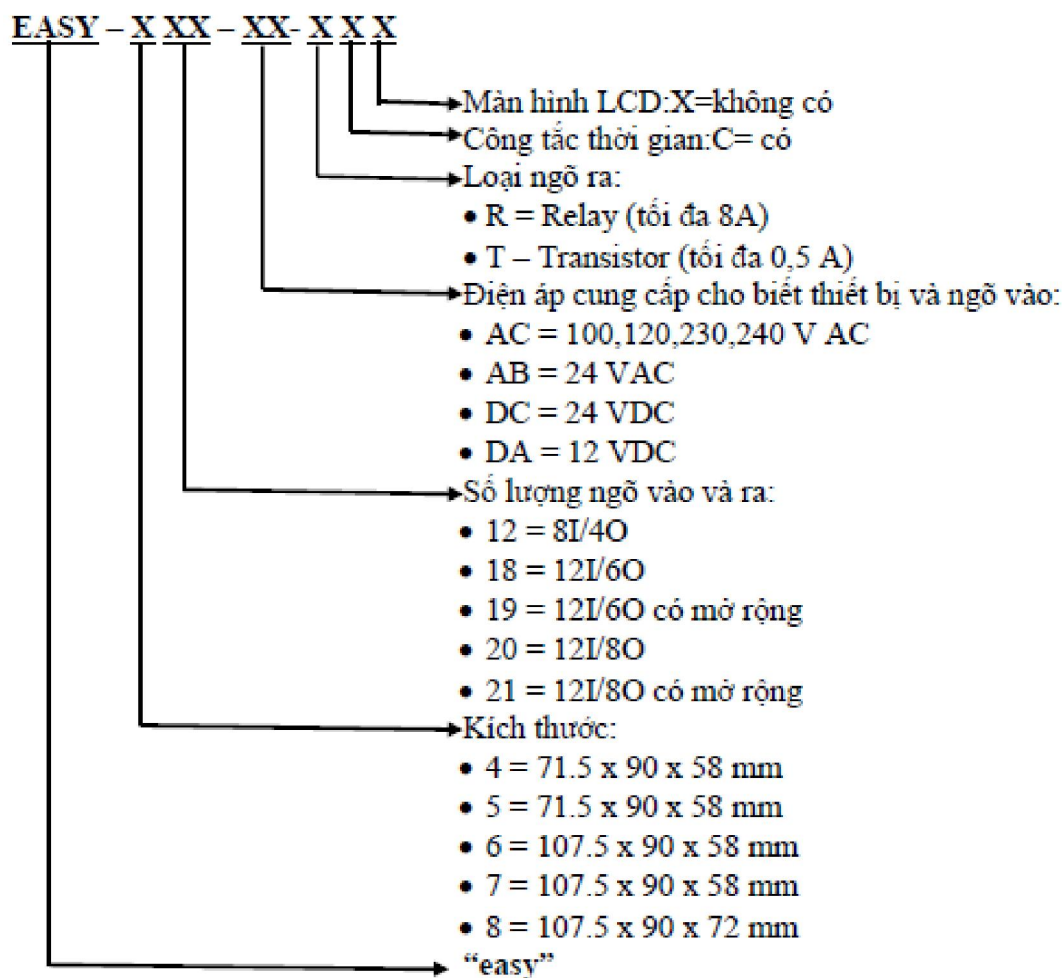 EASY – X XX – XX- X X X
Màn hình LCD:X=không có
Công tắc thời gian:C= có
Loại ngõ ra:
• R = Relay (tối đa 8A)
• T – Transistor (tối đa 0,5 A)
Điện áp cung cấp cho biết thiết bị và ngõ vào:
• AC = 100,120,230,240 V AC
• AB = 24 VAC
• DC = 24 VDC
• DA = 12 VDC
Số lượng ngõ vào và ra:
• 12 = 8I/4O
• 18 = 12I/6O
• 19 = 12I/6O có mở rộng
• 20 = 12I/8O
• 21 = 12I/8O có mở rộng
Kích thước:
• 4 = 71.5 x 90 x 58 mm
• 5 = 71.5 x 90 x 58 mm
• 6 = 107.5 x 90 x 58 mm
• 7 = 107.5 x 90 x 58 mm
• 8 = 107.5 x 90 x 72 mm
“easy”